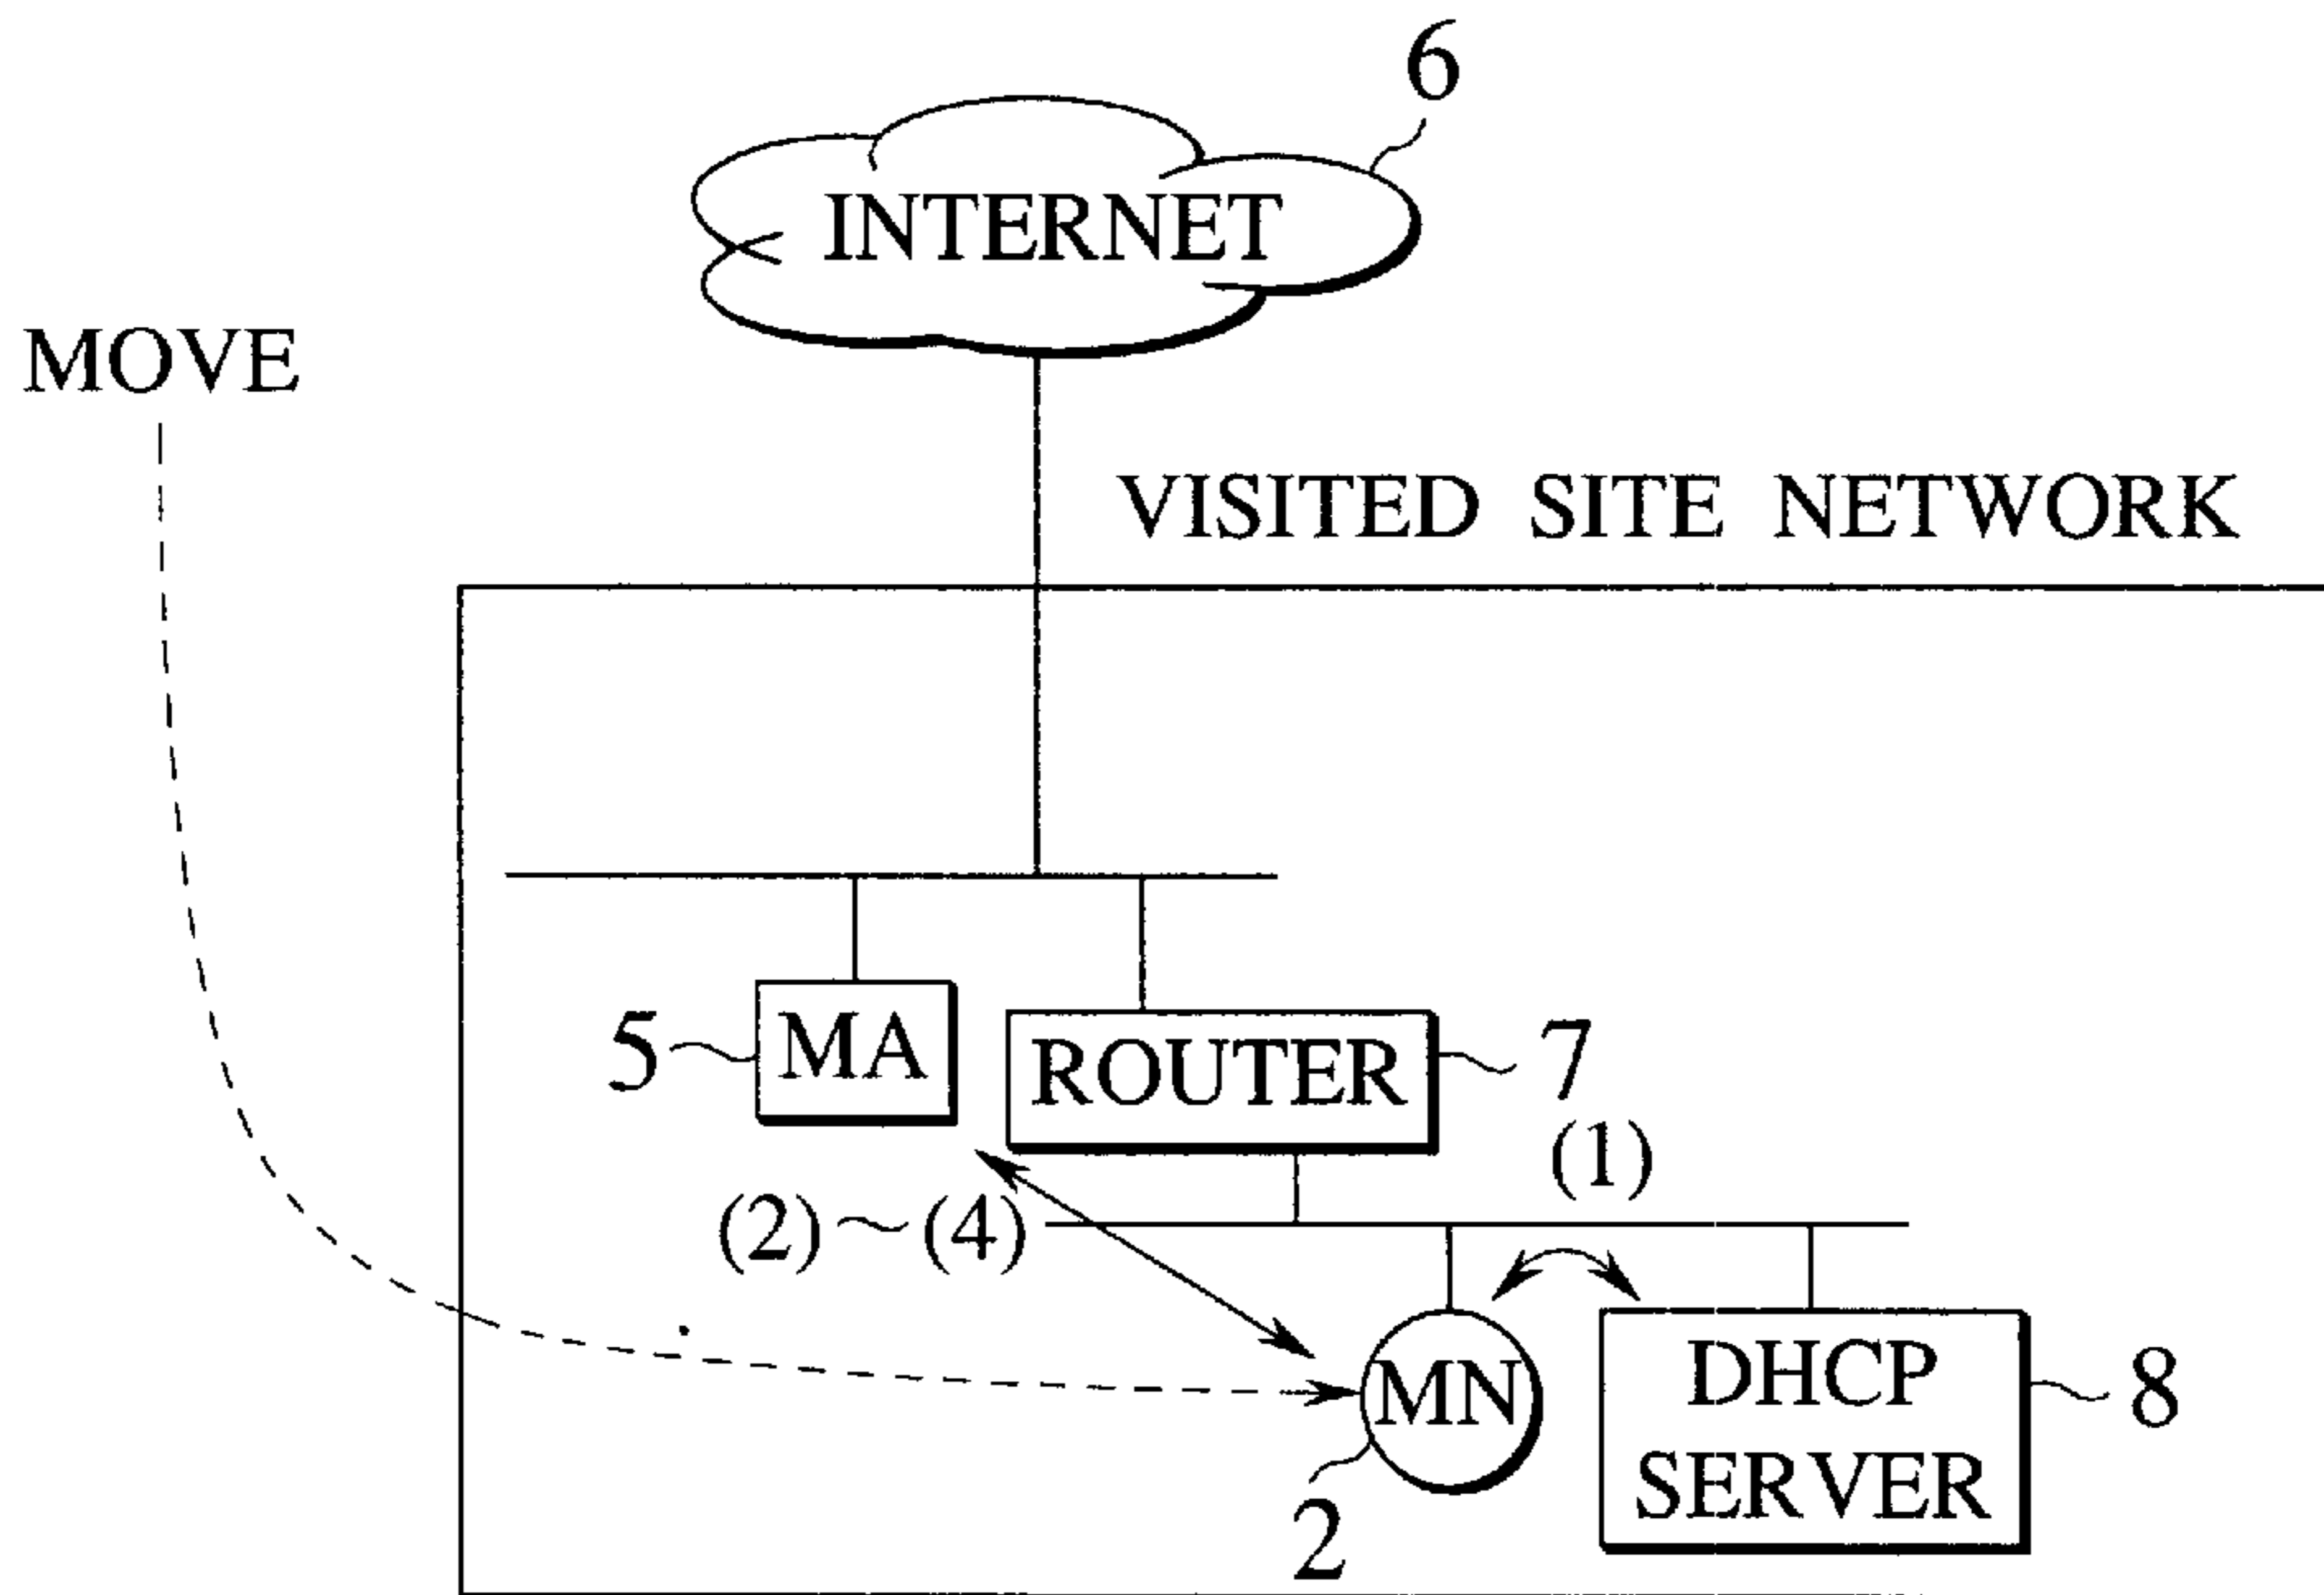 6
INTERNET
MOVE
VISITED SITE NETWORK
5
MA
ROUTER
7
(1)
(2)~(4)
MN
DHCP
SERVER
8
2